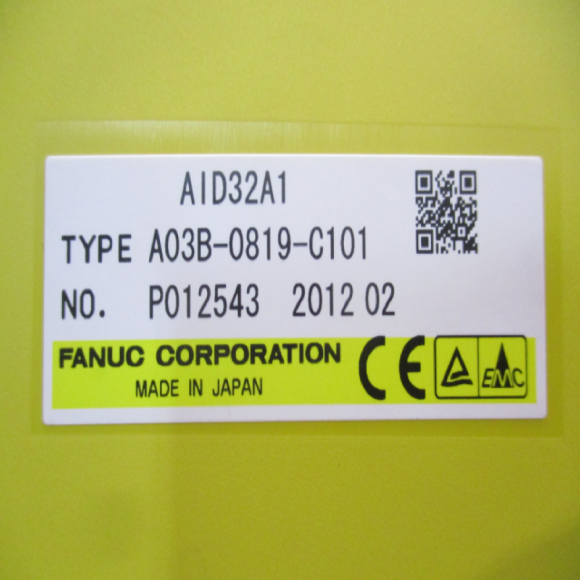 AID32A1
TYPE A03B-0819-C101
NO. P012543 2012 02
FANUC CORPORATION
MADE IN JAPAN
CE
EMC